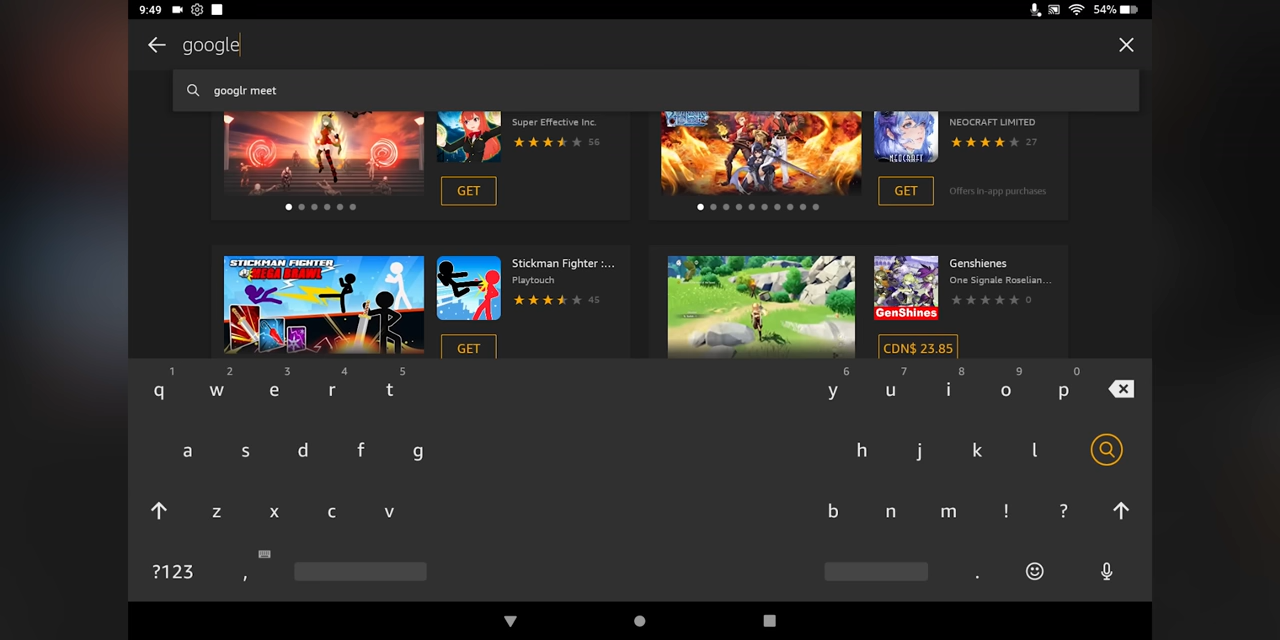 9:49
54%
google
googlr meet
Super Effective Inc.
56
GET
NEOCRAFT LIMITED
27
NEOCRAFT
GET
Offers in-app purchases
STICKMAN FIGHTER
MEGA BRAWL
Stickman Fighter :...
Playtouch
45
GET
GenShines
Genshienes
One Signale Roselian...
0
CDN$ 23.85
1 2 3 4 5 6 7 8 9 0
q w e r t y u i o p
a s d f g h j k l
z x c v b n m ! ?
?123 , .